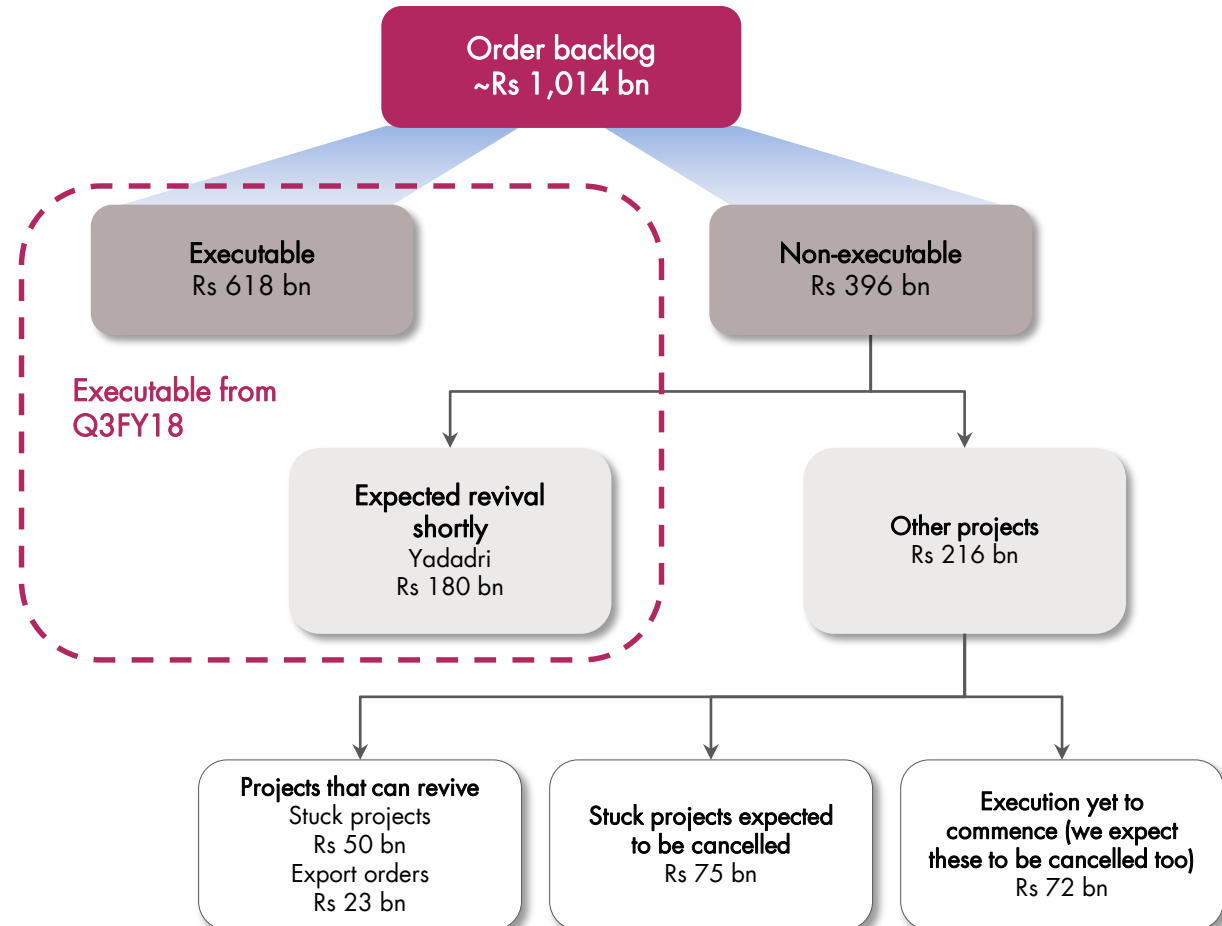 Order backlog
~Rs 1,014 bn
Executable
Rs 618 bn
Non-executable
Rs 396 bn
Executable from
Q3FY18
Expected revival
shortly
Yadadri
Rs 180 bn
Other projects
Rs 216 bn
Projects that can revive
Stuck projects
Rs 50 bn
Export orders
Rs 23 bn
Stuck projects expected
to be cancelled
Rs 75 bn
Execution yet to
commence (we expect
these to be cancelled too)
Rs 72 bn